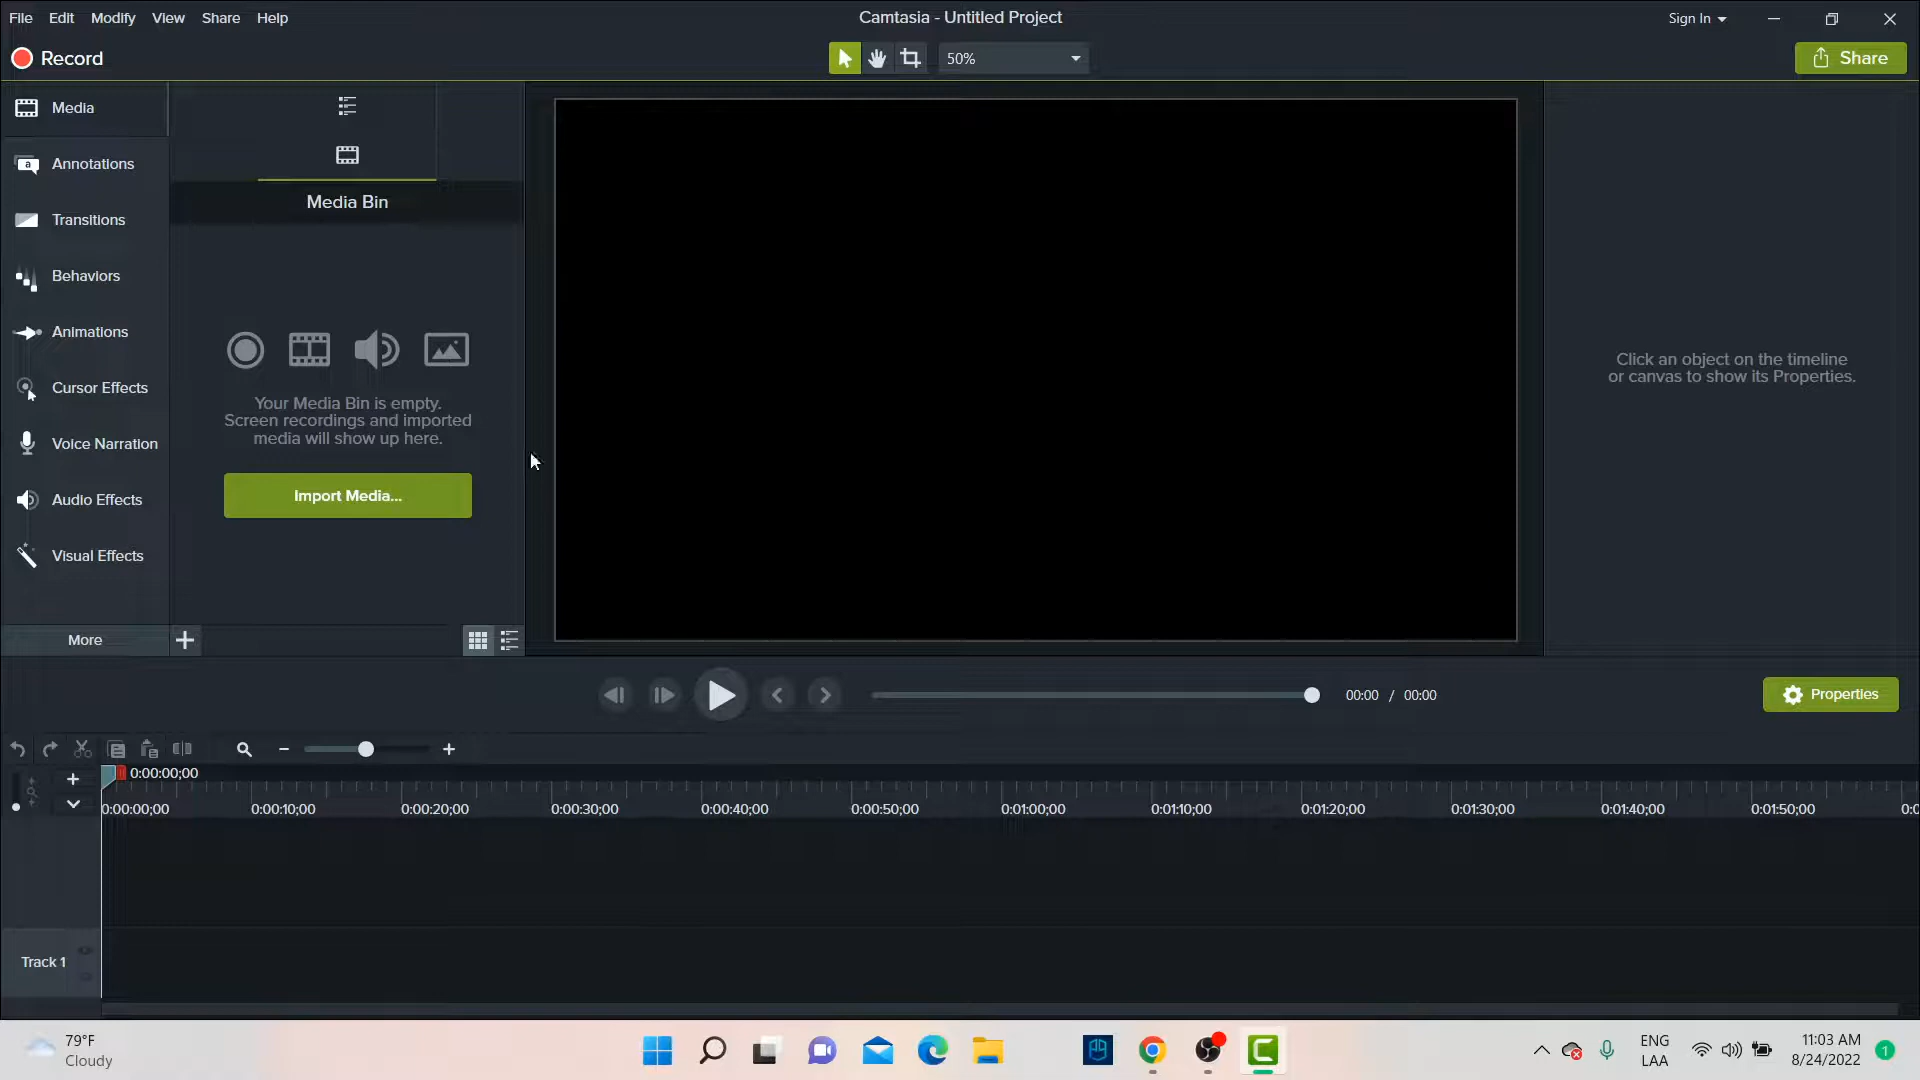 File Edit Modify View Share Help
Camtasia - Untitled Project
Sign In
Record
50%
Share
Media
Annotations
Transitions
Behaviors
Animations
Cursor Effects
Voice Narration
Audio Effects
Visual Effects
More
Media Bin
Your Media Bin is empty.
Screen recordings and imported
media will show up here.
Import Media...
Click an object on the timeline
or canvas to show its Properties.
00:00 / 00:00
Properties
0:00:00;00
0:00:00;00 0:00:10;00 0:00:20;00 0:00:30;00 0:00:40;00 0:00:50;00 0:01:00;00 0:01:10;00 0:01:20;00 0:01:30;00 0:01:40;00 0:01:50;00
Track 1
79°F
Cloudy
ENG
LAA
11:03 AM
8/24/2022
1